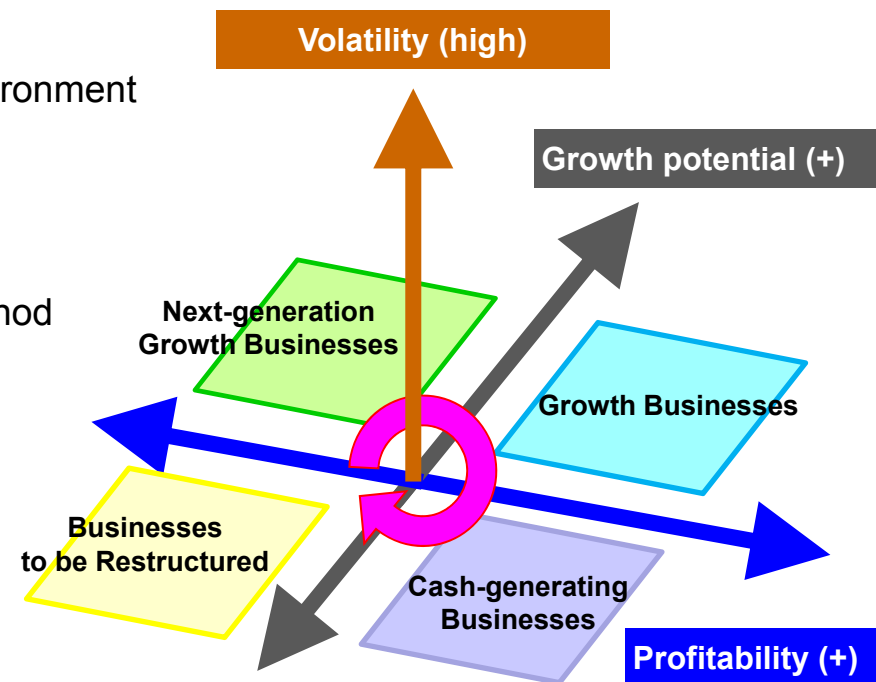 Volatility (high)
ironment
Growth potential (+)
hod
Next-generation
Growth Businesses
Growth Businesses
Businesses
to be Restructured
Cash-generating
Businesses
Profitability (+)